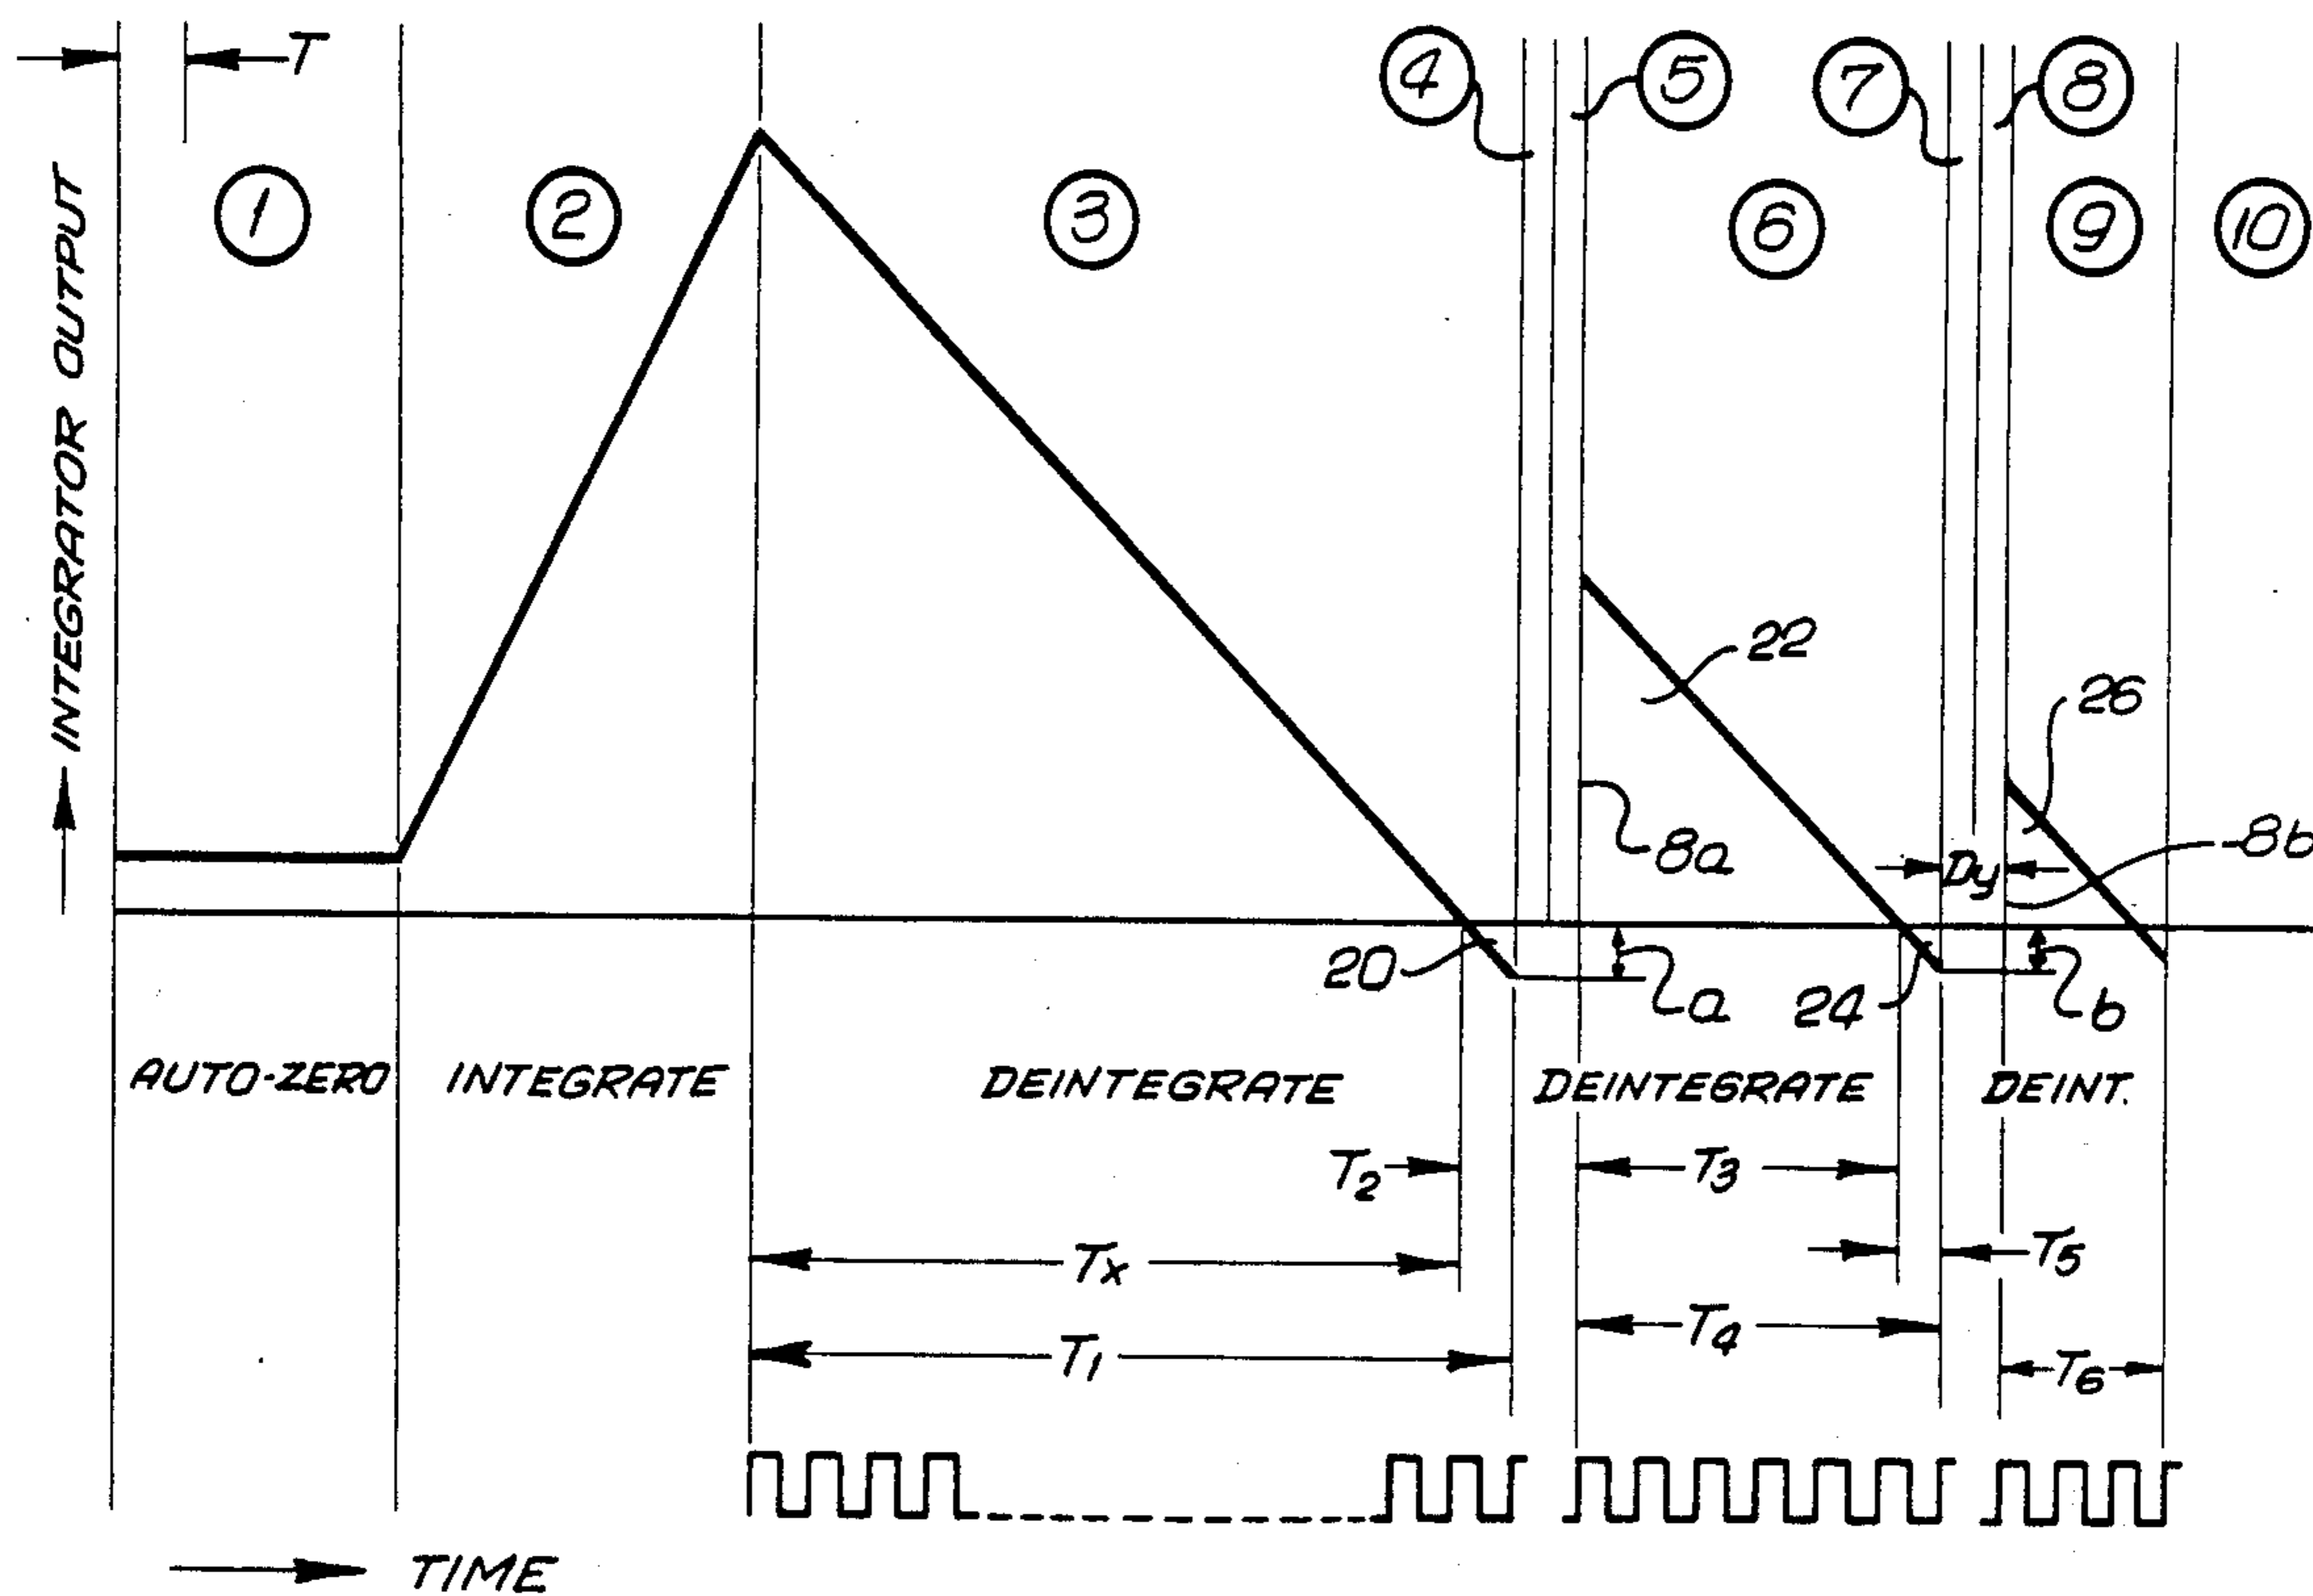 T
4
5
7
8
1
2
3
6
9
10
INTEGRATOR OUTPUT
22
26
8a
Dy
8b
20
a
24
b
AUTO-ZERO
INTEGRATE
DEINTEGRATE
DEINTEGRATE
DEINT.
T2
T3
Tx
T5
T4
T1
T6
TIME